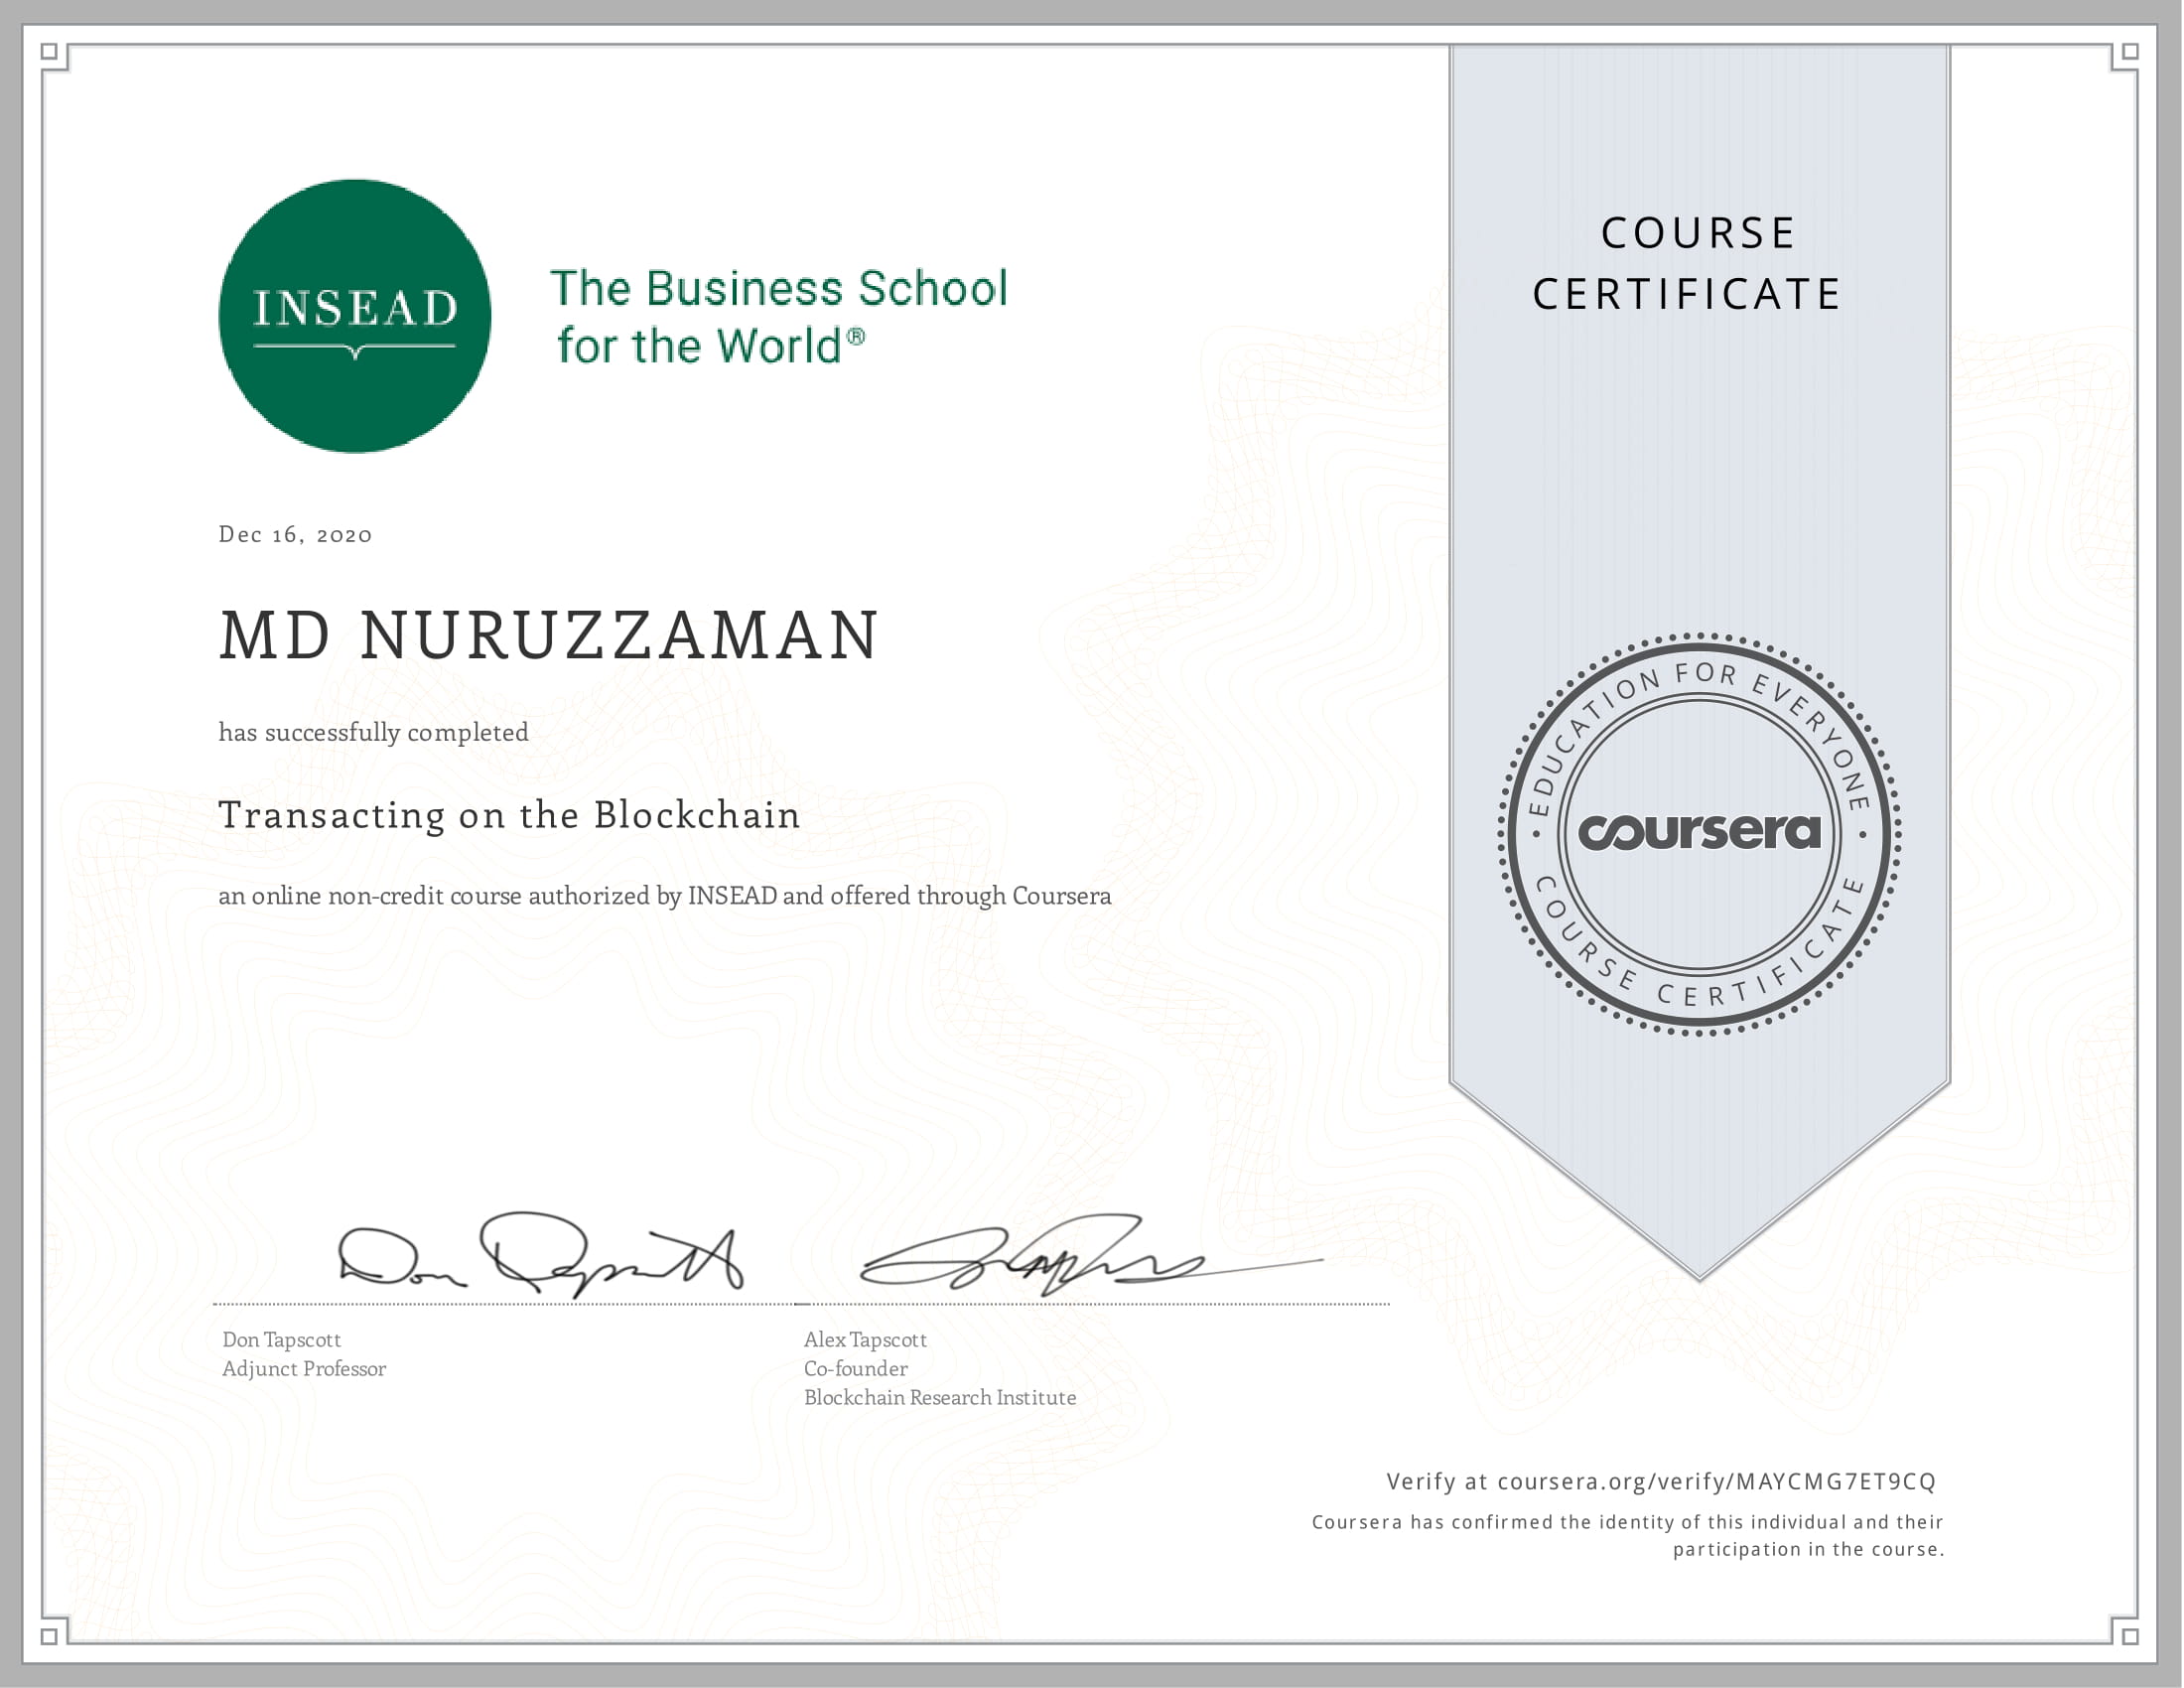 INSEAD
The Business School
for the World®
COURSE
CERTIFICATE
Dec 16, 2020
MD NURUZZAMAN
has successfully completed
Transacting on the Blockchain
an online non-credit course authorized by INSEAD and offered through Coursera
EDUCATION FOR EVERYONE
coursera
COURSE CERTIFICATE
Don Tapscott
Adjunct Professor
Alex Tapscott
Co-founder
Blockchain Research Institute
Verify at coursera.org/verify/MAYCMG7ET9CQ
Coursera has confirmed the identity of this individual and their
participation in the course.